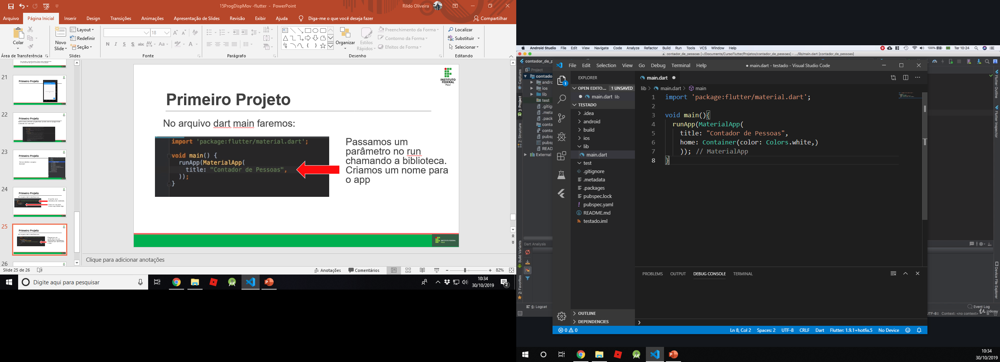 15ProgDispMov -flutter - PowerPoint
Rildo Oliveira
Arquivo Página Inicial Inserir Design Transições Animações Apresentação de Slides Revisão Exibir Ajuda Diga-me o que você deseja fazer Compartilhar
Colar
Novo
Slide
Layout
Redefinir
Seção
18
N I S S abc AV Aa A
Organizar
Estilos
Rápidos
Preenchimento da Forma
Contorno da Forma
Efeitos de Forma
Localizar
Substituir
Selecionar
Área de Transferência Slides Fonte Parágrafo Desenho Editando
21
Primeiro Projeto
22
Primeiro Projeto
23
Primeiro Projeto
24
Primeiro Projeto
25
Primeiro Projeto
26
INSTITUTO
FEDERAL
Piauí
Primeiro Projeto
No arquivo dart main faremos:
import 'package:flutter/material.dart';
void main() {
runApp(MaterialApp(
title: "Contador de Pessoas",
));
}
Passamos um
parâmetro no run
chamando a biblioteca.
Criamos um nome para
o app
INSTITUTO FEDERAL
PIAUÍ
Clique para adicionar anotações
Slide 25 de 26
Anotações Comentários 82%
Digite aqui para pesquisar
10:34
30/10/2019
2
Android Studio File Edit View Navigate Code Analyze Refactor Build Run Tools VCS Window Help
100% Ter 10:24
contador_de_pessoas [~/Documents/CursoFlutter/Projetos/contador_de_pessoas] - .../lib/main.dart [contador_de_pessoas]
contador_de_p
Project
contador
andro
ios
lib
test
.gitign
.meta
.pack
conta
conta
pubsp
pubsp
READ
External
Captures
1: Project
Z: Structure
Build Variants
2: Favorites
Dart Analysis
6: Logcat
Flutter Outline
Flutter Inspector
Device File Explorer
Event Log
UTF-8 Context: <no context>
Udemy
File Edit Selection View Go Debug Terminal Help
● main.dart - testado - Visual Studio Code
1
EXPLORER
OPEN EDITO... 1 UNSAVED
main.dart lib
TESTADO
.idea
android
build
ios
lib
main.dart
test
.gitignore
.metadata
.packages
pubspec.lock
pubspec.yaml
README.md
testado.iml
OUTLINE
DEPENDENCIES
main.dart
lib > main.dart > main
1 import 'package:flutter/material.dart';
2
3 void main(){
4 runApp(MaterialApp(
5 title: "Contador de Pessoas",
6 home: Container(color: Colors.white,)
7 )); // MaterialApp
8 }
PROBLEMS OUTPUT DEBUG CONSOLE TERMINAL
0 0
Ln 8, Col 2 Spaces: 2 UTF-8 CRLF Dart Flutter: 1.9.1+hotfix.5 No Device
10:34
30/10/2019